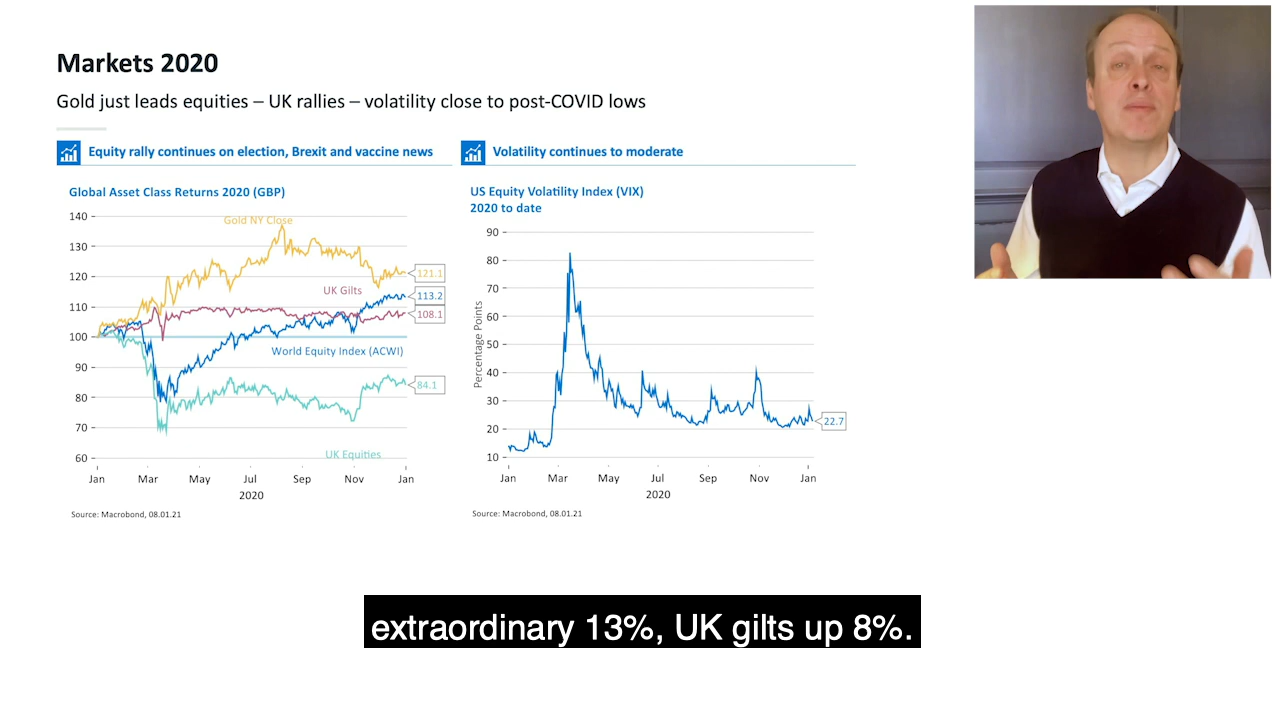 Markets 2020
Gold just leads equities – UK rallies – volatility close to post-COVID lows
Equity rally continues on election, Brexit and vaccine news
Global Asset Class Returns 2020 (GBP)
140
130
120
110
100
90
80
70
60
Gold NY Close
UK Gilts
World Equity Index (ACWI)
UK Equities
121.1
113.2
108.1
84.1
Jan Mar May Jul Sep Nov Jan
2020
Source: Macrobond, 08.01.21
Volatility continues to moderate
US Equity Volatility Index (VIX)
2020 to date
Percentage Points
90
80
70
60
50
40
30
20
10
22.7
Jan Mar May Jul Sep Nov Jan
2020
Source: Macrobond, 08.01.21
extraordinary 13%, UK gilts up 8%.